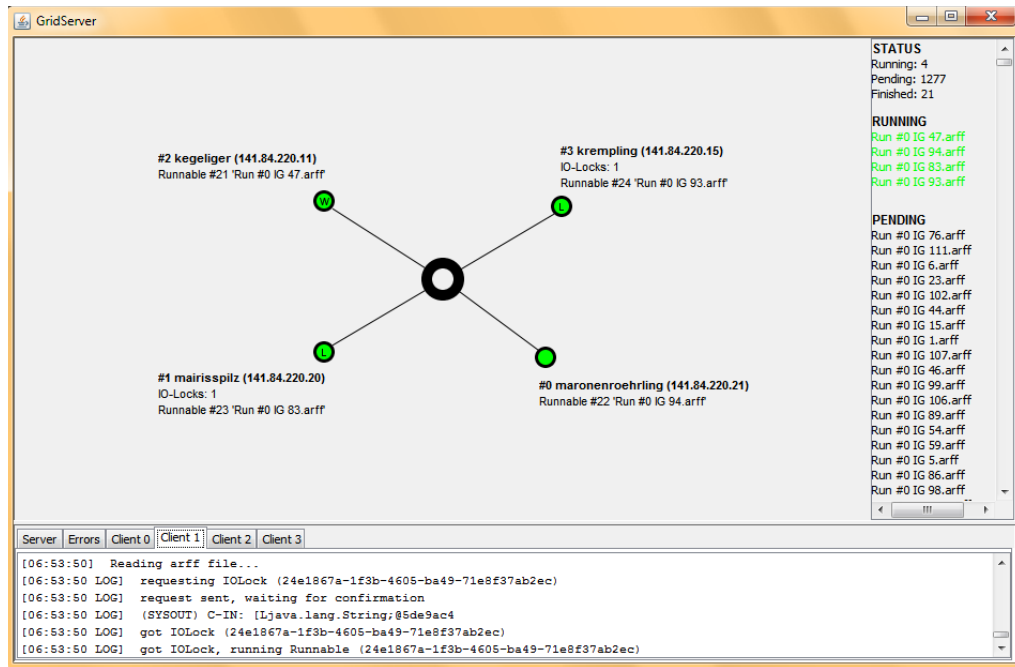 GridServer
#2 kegeliger (141.84.220.11)
Runnable #21 'Run #0 IG 47.arff'
W
#3 krempling (141.84.220.15)
IO-Locks: 1
Runnable #24 'Run #0 IG 93.arff'
L
L
#1 mairisspilz (141.84.220.20)
IO-Locks: 1
Runnable #23 'Run #0 IG 83.arff'
#0 maronenroehrling (141.84.220.21)
Runnable #22 'Run #0 IG 94.arff'
STATUS
Running: 4
Pending: 1277
Finished: 21
RUNNING
Run #0 IG 47.arff
Run #0 IG 94.arff
Run #0 IG 83.arff
Run #0 IG 93.arff
PENDING
Run #0 IG 76.arff
Run #0 IG 111.arff
Run #0 IG 6.arff
Run #0 IG 23.arff
Run #0 IG 102.arff
Run #0 IG 44.arff
Run #0 IG 15.arff
Run #0 IG 1.arff
Run #0 IG 107.arff
Run #0 IG 46.arff
Run #0 IG 99.arff
Run #0 IG 106.arff
Run #0 IG 89.arff
Run #0 IG 54.arff
Run #0 IG 59.arff
Run #0 IG 5.arff
Run #0 IG 86.arff
Run #0 IG 98.arff
Server Errors Client 0 Client 1 Client 2 Client 3
[06:53:50] Reading arff file...
[06:53:50 LOG] requesting IOLock (24e1867a-1f3b-4605-ba49-71e8f37ab2ec)
[06:53:50 LOG] request sent, waiting for confirmation
[06:53:50 LOG] (SYSOUT) C-IN: [Ljava.lang.String;@5de9ac4
[06:53:50 LOG] got IOLock (24e1867a-1f3b-4605-ba49-71e8f37ab2ec)
[06:53:50 LOG] got IOLock, running Runnable (24e1867a-1f3b-4605-ba49-71e8f37ab2ec)